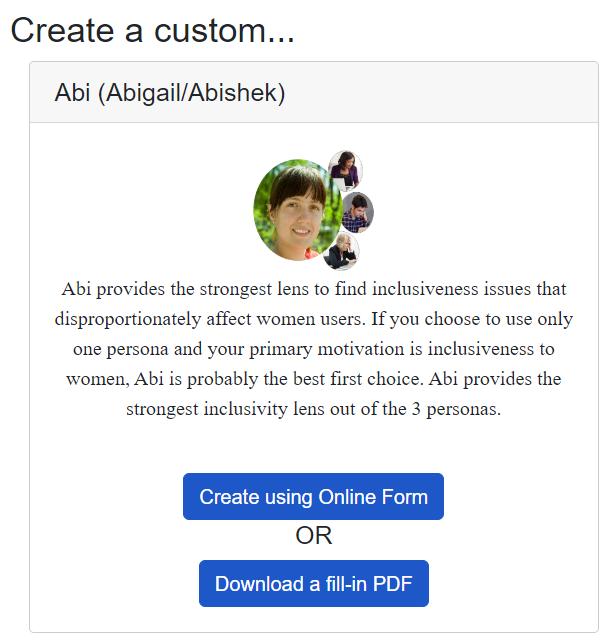 Create a custom...
Abi (Abigail/Abishek)
Abi provides the strongest lens to find inclusiveness issues that
disproportionately affect women users. If you choose to use only
one persona and your primary motivation is inclusiveness to
women, Abi is probably the best first choice. Abi provides the
strongest inclusivity lens out of the 3 personas.
Create using Online Form
OR
Download a fill-in PDF